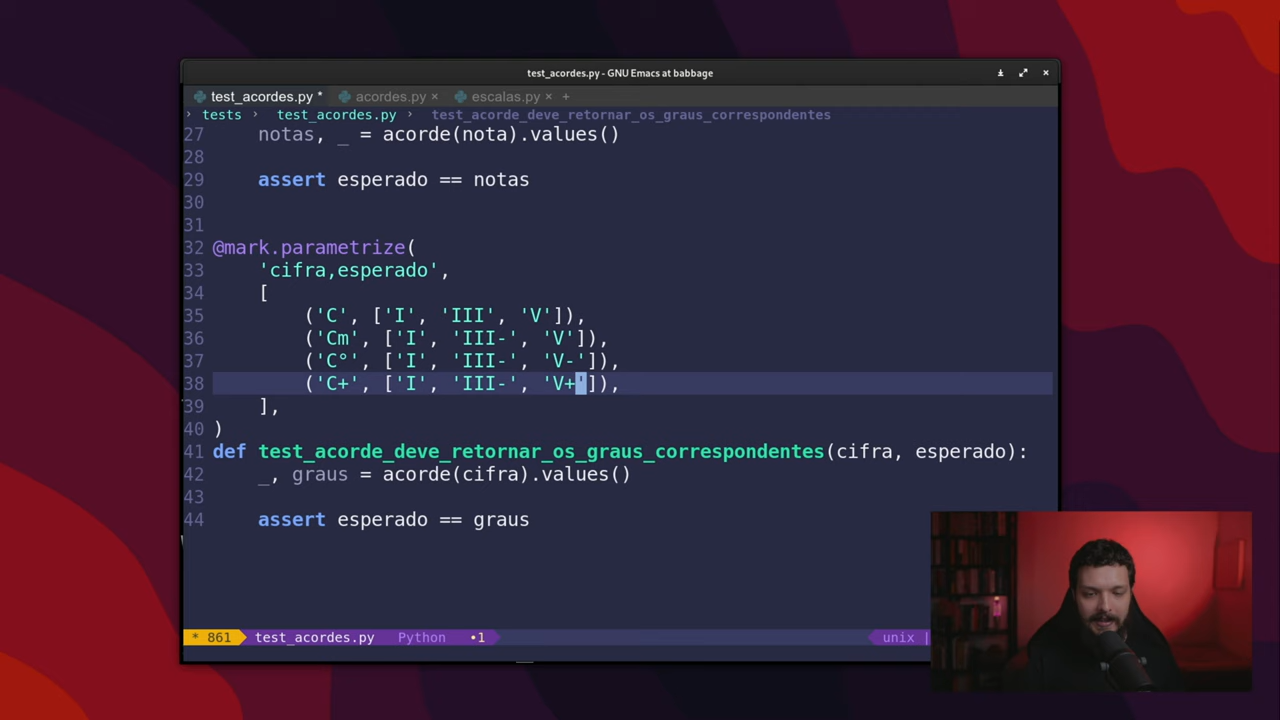 test_acordes.py - GNU Emacs at babbage
test_acordes.py * acordes.py × escalas.py × +
› tests › test_acordes.py › test_acorde_deve_retornar_os_graus_correspondentes
27 notas, _ = acorde(nota).values()
28
29 assert esperado == notas
30
31
32 @mark.parametrize(
33 'cifra,esperado',
34 [
35 ('C', ['I', 'III', 'V']),
36 ('Cm', ['I', 'III-', 'V']),
37 ('C°', ['I', 'III-', 'V-']),
38 ('C+', ['I', 'III-', 'V+']),
39 ],
40 )
41 def test_acorde_deve_retornar_os_graus_correspondentes(cifra, esperado):
42 _, graus = acorde(cifra).values()
43
44 assert esperado == graus
* 861 test_acordes.py Python •1 unix |